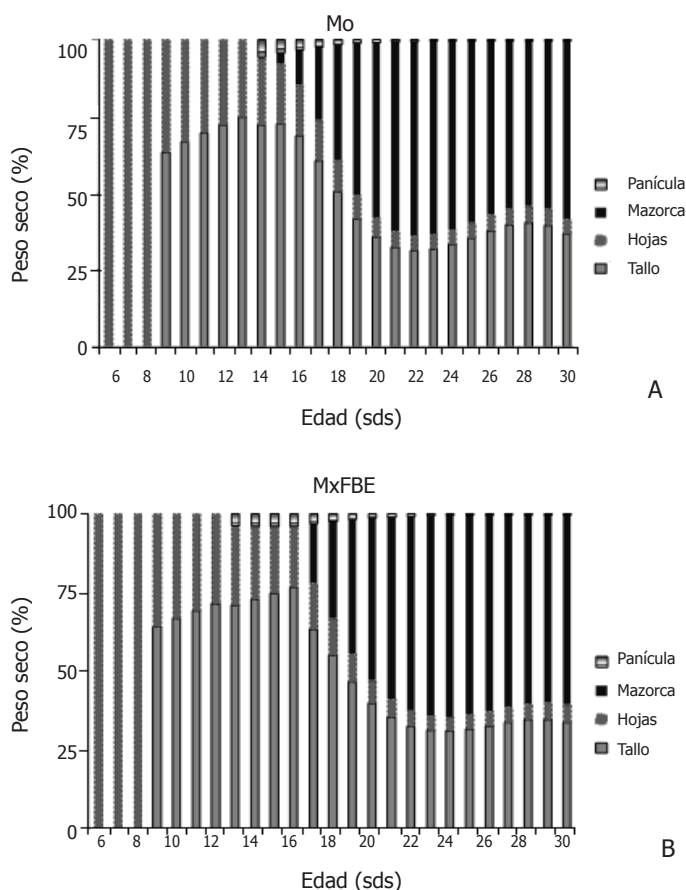 Mo
Peso seco (%)
100
75
50
25
0
6 8 10 12 14 16 18 20 22 24 26 28 30
Edad (sds)
Panícula
Mazorca
Hojas
Tallo
A
MxFBE
Peso seco (%)
100
75
50
25
0
6 8 10 12 14 16 18 20 22 24 26 28 30
Edad (sds)
Panícula
Mazorca
Hojas
Tallo
B